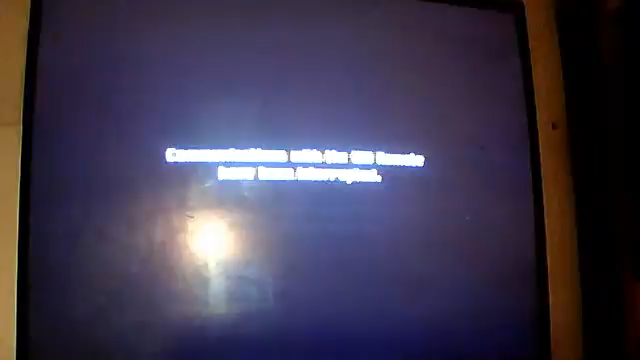 Communications with the Wii Remote
have been interrupted.